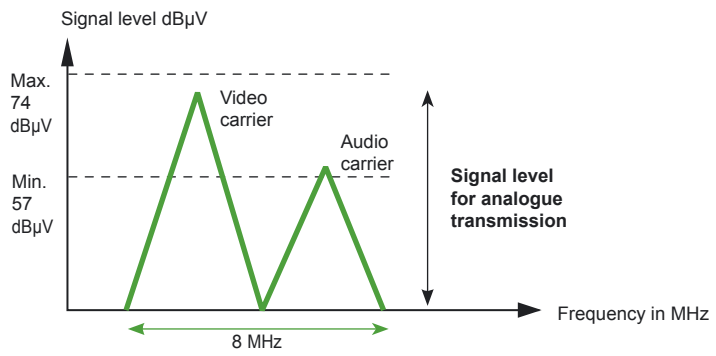 Signal level dBµV
Max.
74
dBµV
Video
carrier
Audio
carrier
Min.
57
dBµV
Signal level
for analogue
transmission
Frequency in MHz
8 MHz